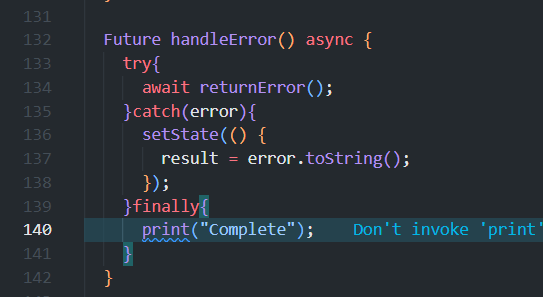 131
132 Future handleError() async {
133 try{
134 await returnError();
135 }catch(error){
136 setState(() {
137 result = error.toString();
138 });
139 }finally{
140 print("Complete"); Don't invoke 'print'
141 }
142 }